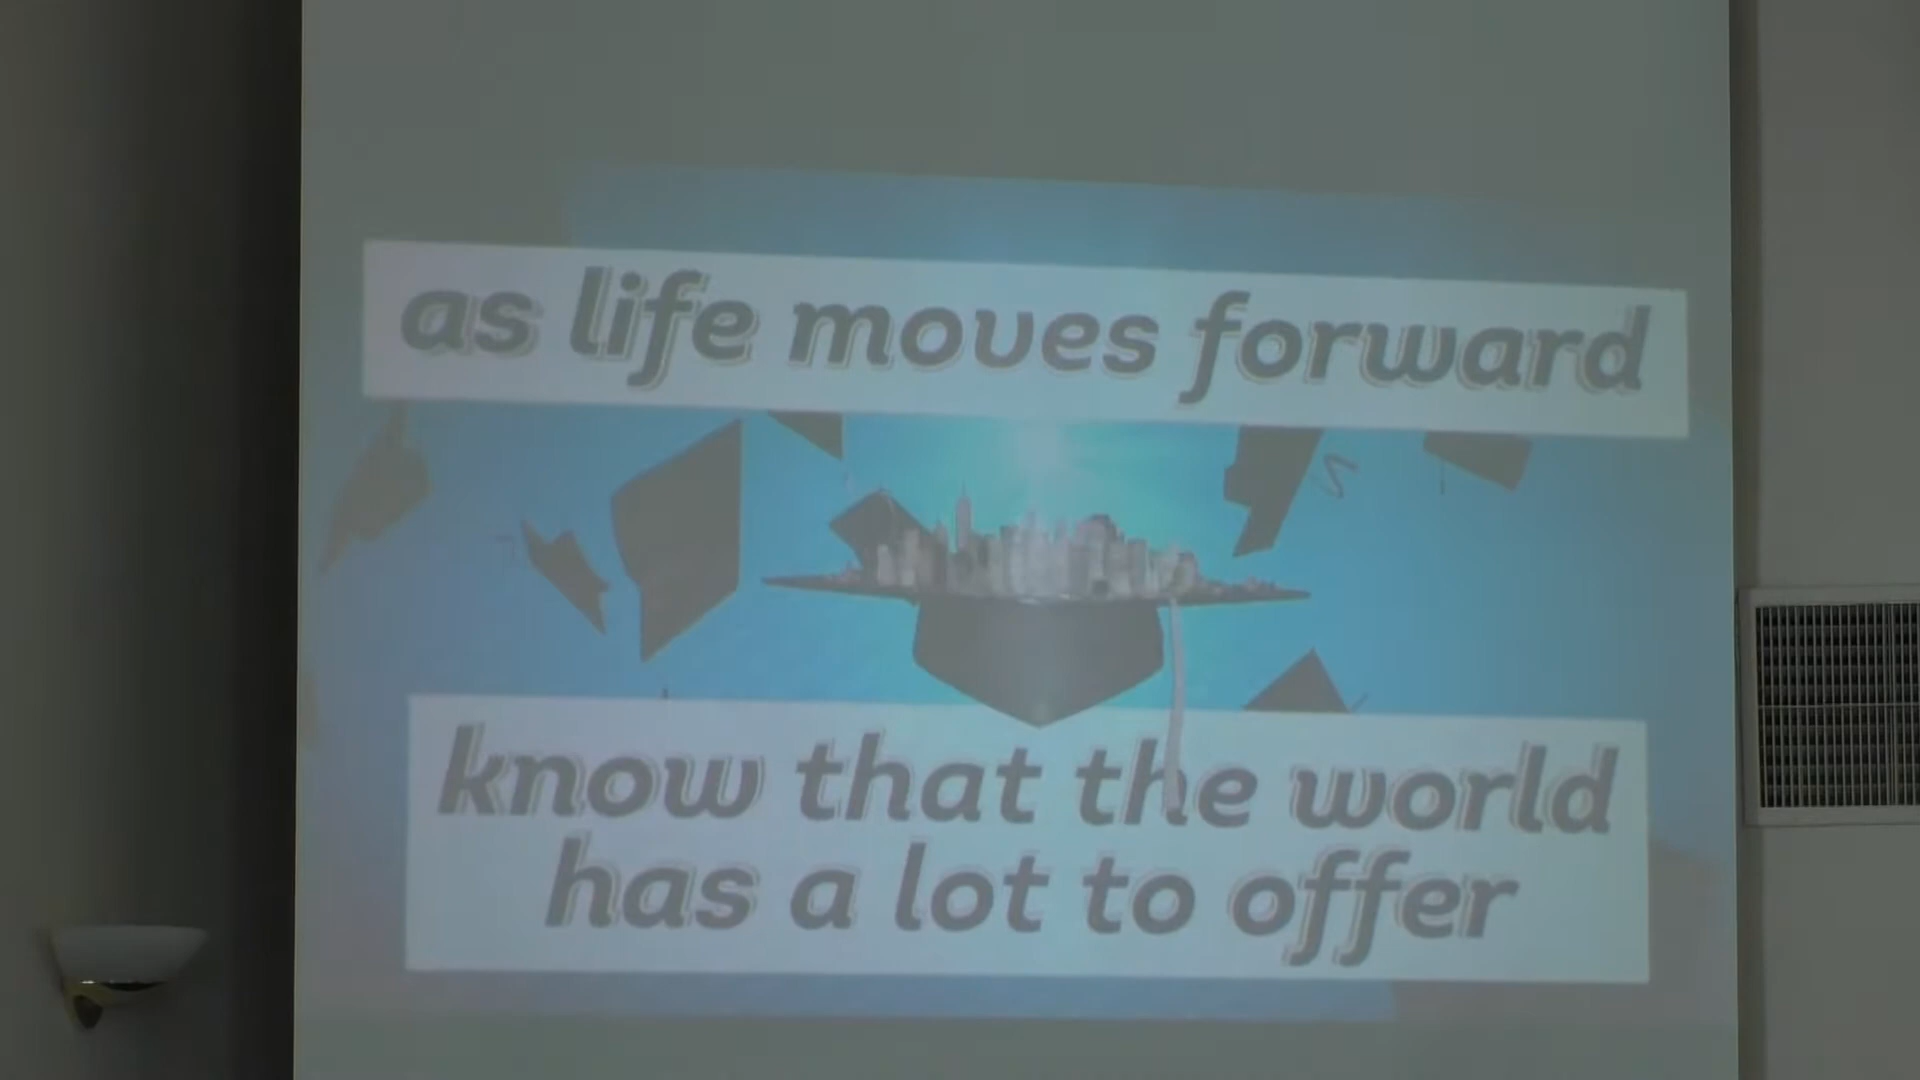 as life moves forward
know that the world
has a lot to offer